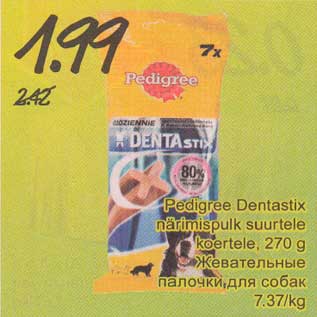 1.99
2.42
7x
Pedigree
CODZIENNIE
DENTASTIX
80%
Pedigree Dentastix
närimispulk suurtele
koertele, 270 g
Жевательные
палочки для собак
7.37/kg